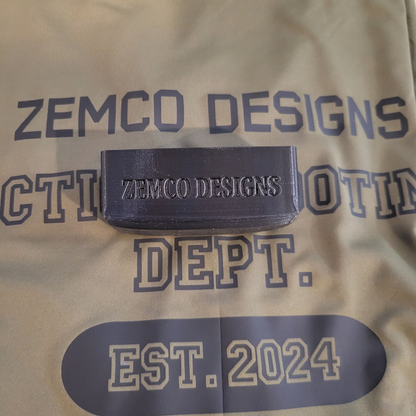 ZEMCO DESIGNS
ZEMCO DESIGNS
DEPT.
EST. 2024